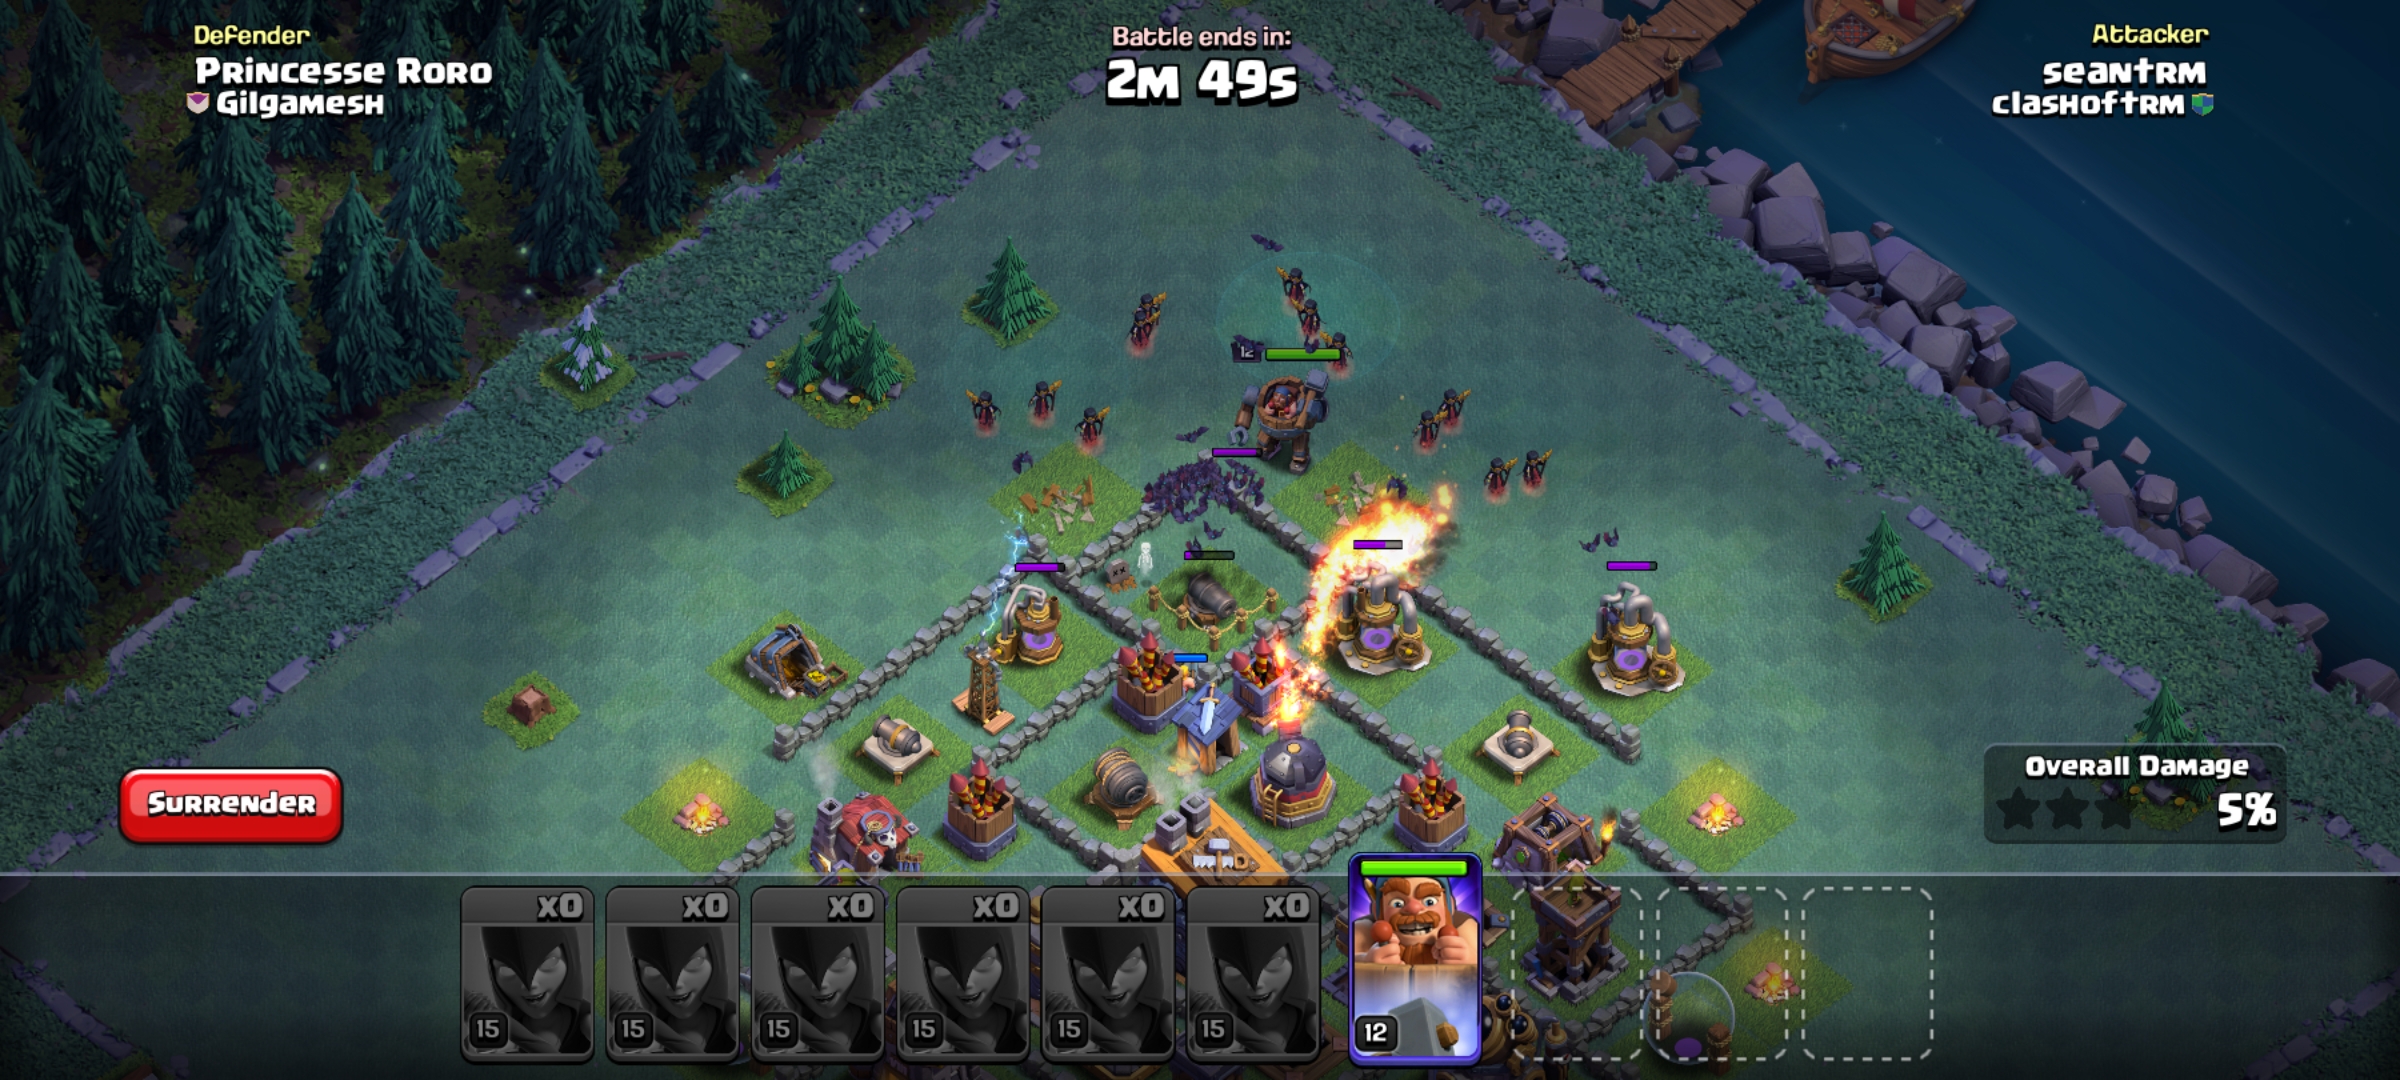 Defender
Princesse Roro
Gilgamesh
Battle ends in:
2m 49s
Attacker
seantrm
clashoftrm
12
Surrender
Overall Damage
5%
x0
x0
x0
x0
x0
x0
15
15
15
15
15
15
12